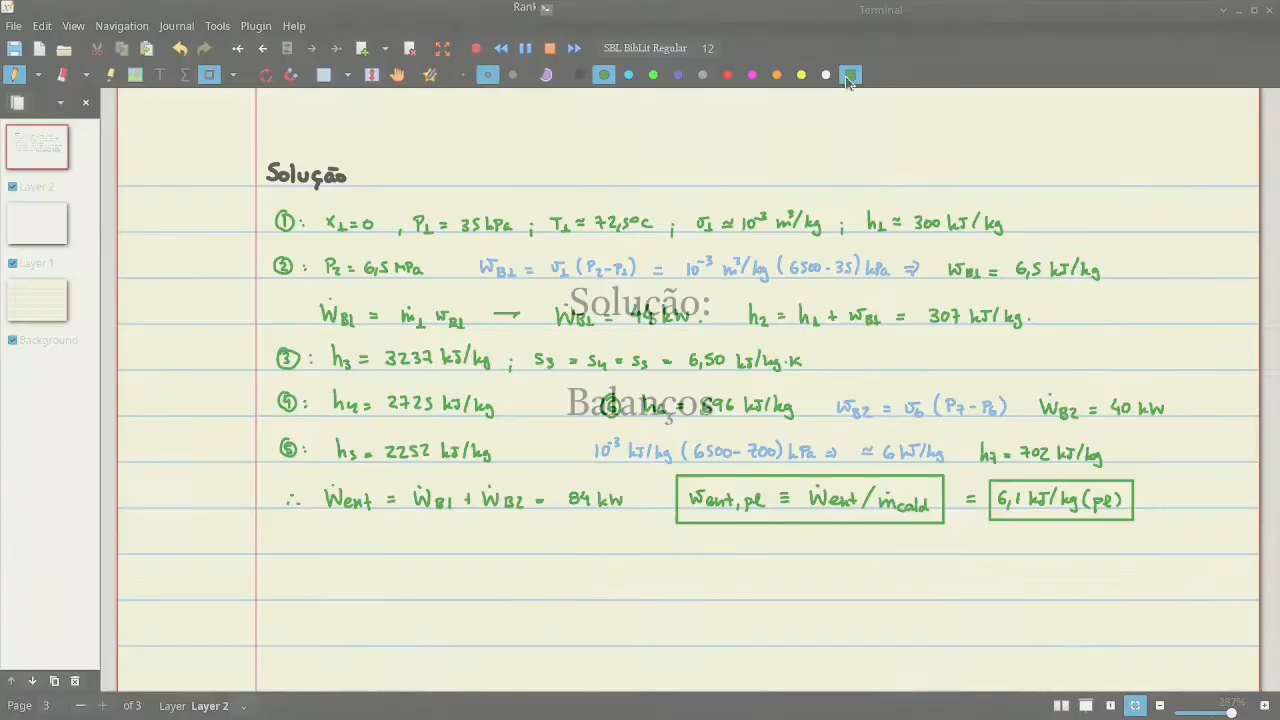 Rank
Terminal
File Edit View Navigation Journal Tools Plugin Help
SBL BibLit Regular 12
Layer 2
Layer 1
Background
Solução
①: x₁=0 , P₁ = 35 kPa ; T₁ ≃ 72,5°C ; v₁ ≃ 10⁻³ m³/kg ; h₁ ≃ 300 kJ/kg
②: P₂ = 6,5 MPa w_B1 = v₁ (P₂-P₁) = 10⁻³ m³/kg (6500-35) kPa ⇒ w_B1 = 6,5 kJ/kg
Solução:
Ẇ_B1 = ṁ₁ w_B1 → Ẇ_B1 = 44 kW. h₂ = h₁ + w_B1 = 307 kJ/kg.
③: h₃ = 3237 kJ/kg ; s₃ = s₄ = s₅ = 6,50 kJ/kg·K
Balanços
④: h₄ = 2725 kJ/kg ⑥ h₆ = 696 kJ/kg w_B2 = v₆ (P₇-P₆) Ẇ_B2 = 40 kW
⑤: h₅ = 2252 kJ/kg 10⁻³ kJ/kg (6500-700) kPa ⇒ ≃ 6 kJ/kg h₇ = 702 kJ/kg
∴ Ẇent = Ẇ_B1 + Ẇ_B2 = 84 kW went,pl ≡ Ẇent/ṁcald = 6,1 kJ/kg(pl)
Page 3 of 3 Layer Layer 2 287%